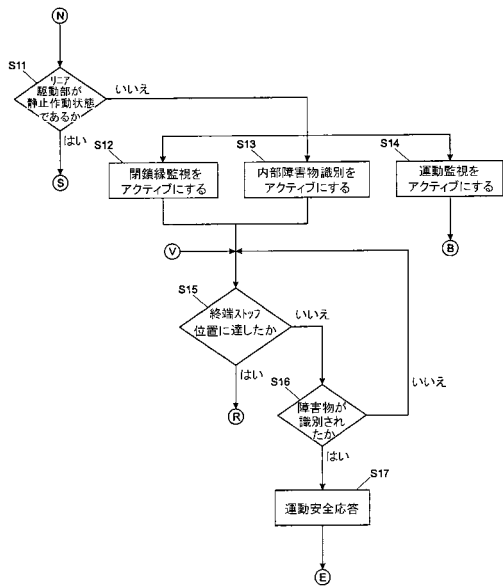 N
S11
リニア
駆動部が
静止作動状態
であるか
いいえ
はい
S
S12
閉鎖縁監視を
アクティブにする
S13
内部障害物識別を
アクティブにする
S14
運動監視を
アクティブにする
B
V
S15
終端ストップ
位置に達したか
いいえ
はい
R
S16
障害物が
識別され
たか
いいえ
はい
S17
運動安全応答
E